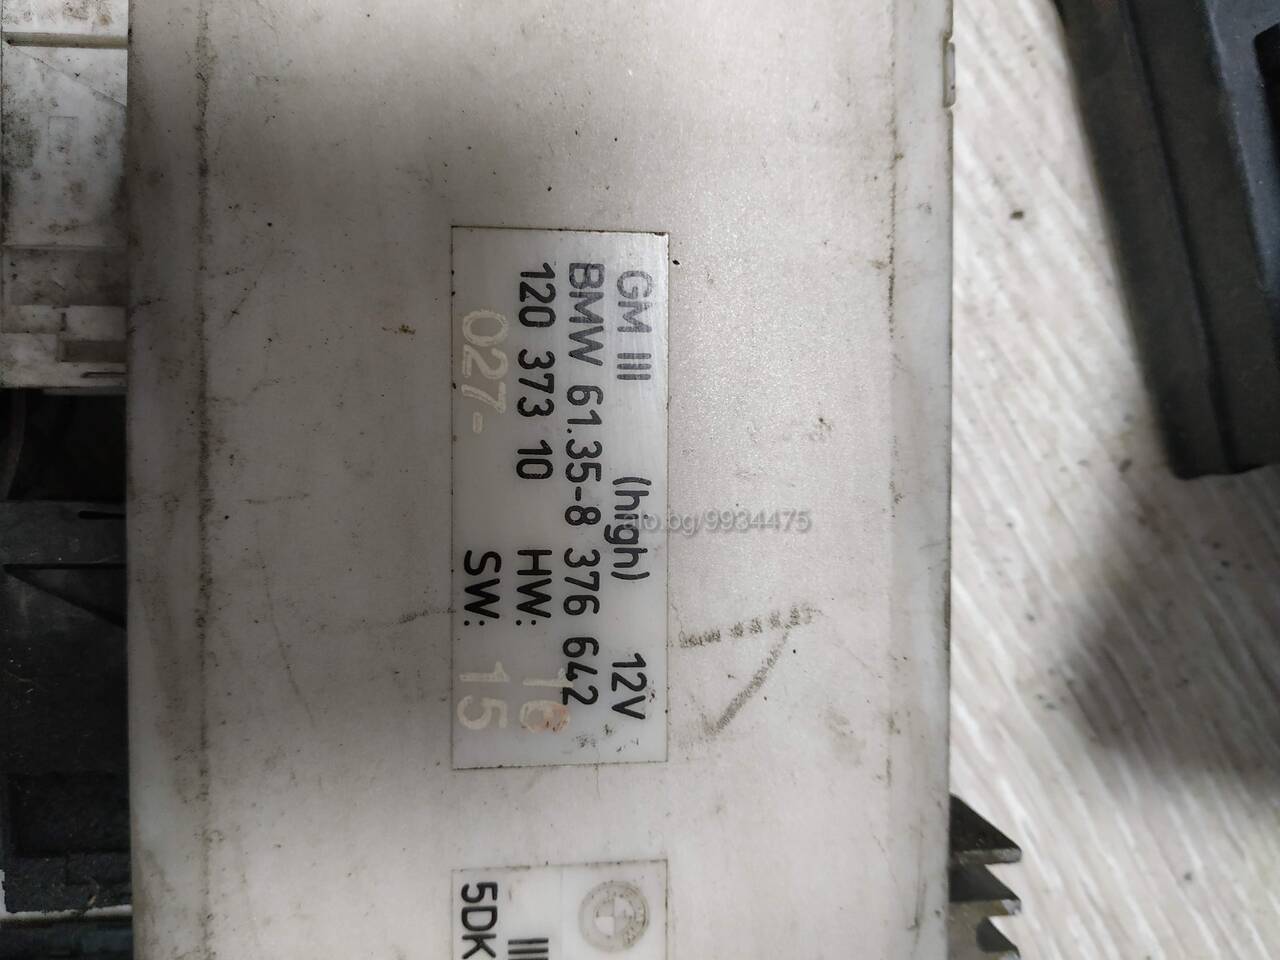 GM III (high) 12V
BMW 61.35-8 376 642
120 373 10 HW: 16
027- SW: 15
5DK
.bg/9934475